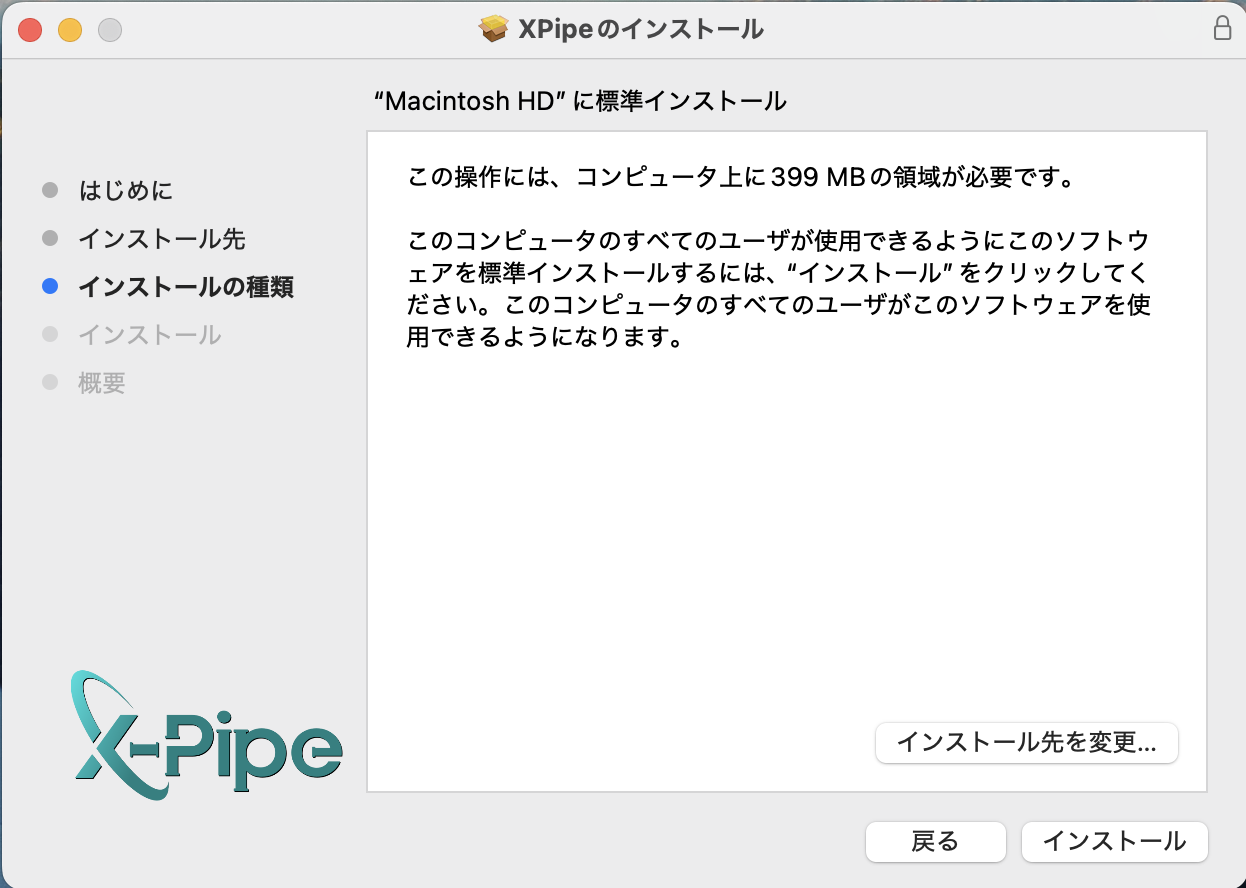 XPipeのインストール
“Macintosh HD” に標準インストール
はじめに
インストール先
インストールの種類
インストール
概要
この操作には、コンピュータ上に399 MBの領域が必要です。
このコンピュータのすべてのユーザが使用できるようにこのソフトウ
ェアを標準インストールするには、“インストール” をクリックしてく
ださい。このコンピュータのすべてのユーザがこのソフトウェアを使
用できるようになります。
インストール先を変更...
X-Pipe
戻る
インストール